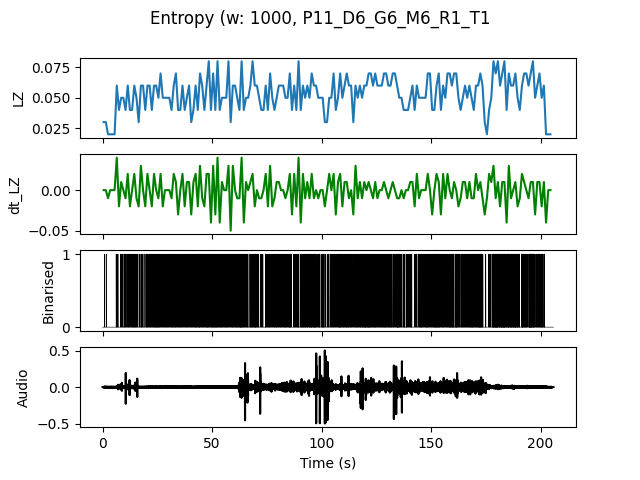 Entropy (w: 1000, P11_D6_G6_M6_R1_T1
0.075
0.050
0.025
LZ
0.00
−0.05
dt_LZ
1
0
Binarised
0.5
0.0
−0.5
Audio
0 50 100 150 200
Time (s)